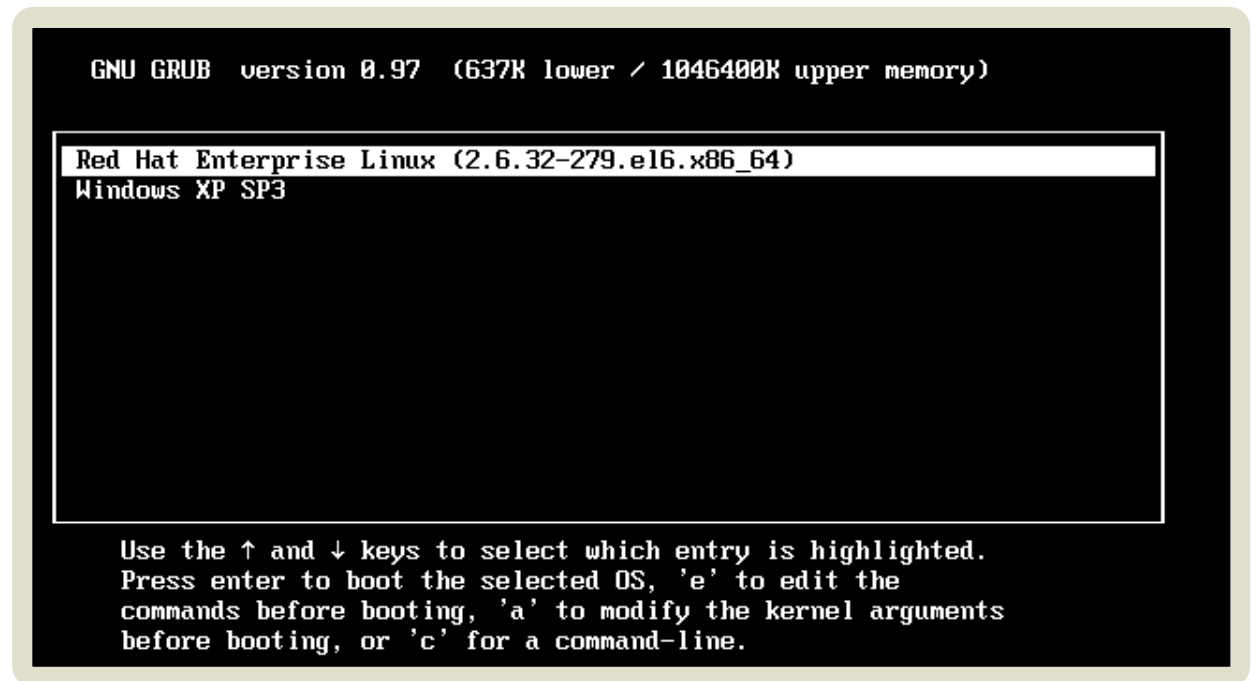 GNU GRUB version 0.97 (637K lower / 1046400K upper memory)
Red Hat Enterprise Linux (2.6.32-279.el6.x86_64)
Windows XP SP3
Use the ↑ and ↓ keys to select which entry is highlighted.
Press enter to boot the selected OS, 'e' to edit the
commands before booting, 'a' to modify the kernel arguments
before booting, or 'c' for a command-line.